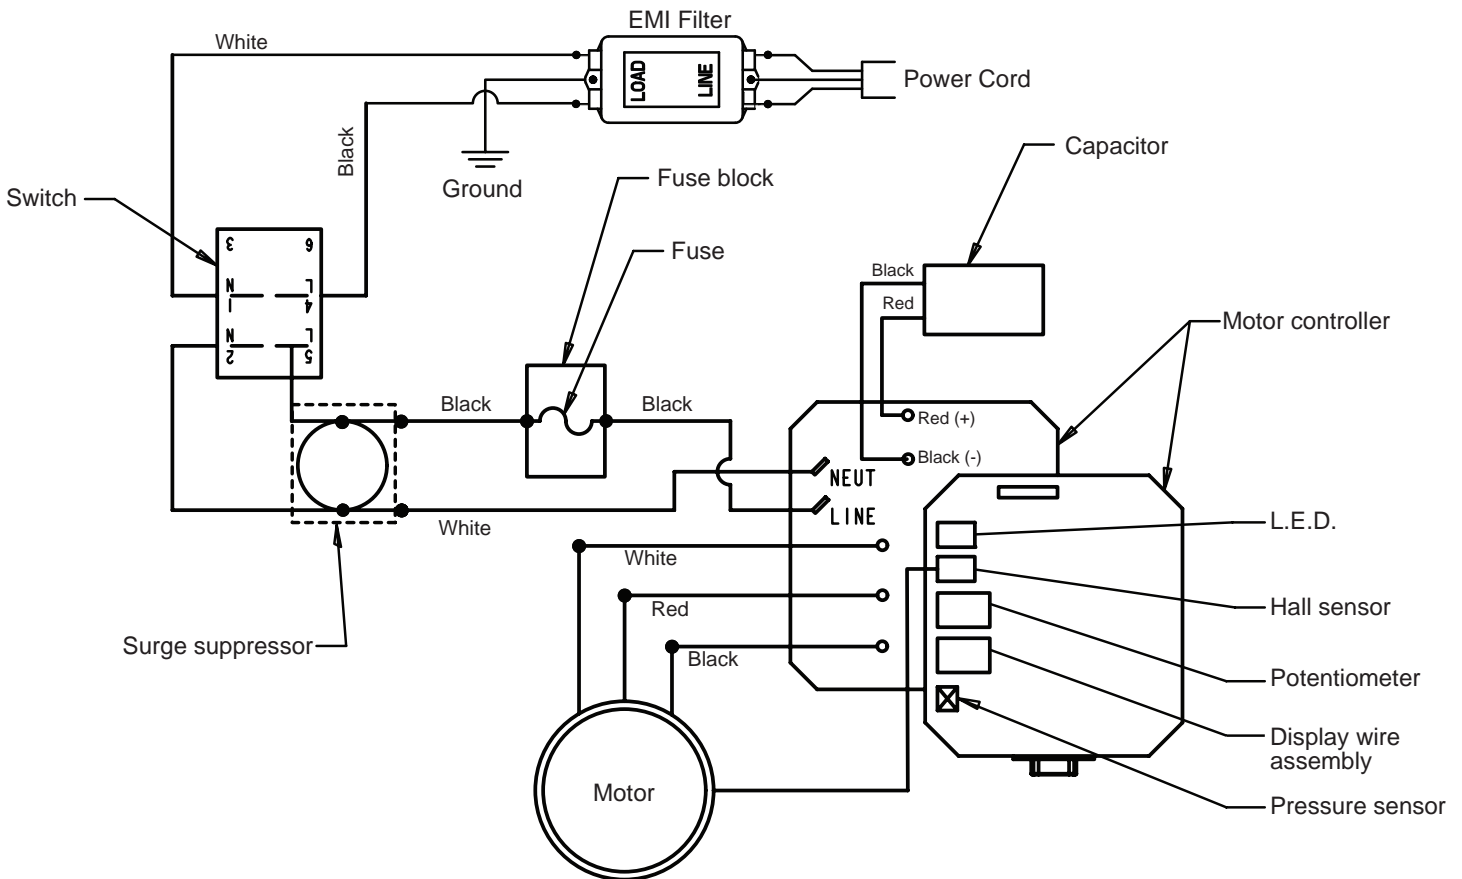 EMI Filter
White
LOAD
LINE
Power Cord
Black
Ground
Capacitor
Fuse block
Switch
Fuse
3 6
N L
1 4
N L
2 5
Black
Red
Motor controller
Black
Black
Red (+)
Black (-)
NEUT
LINE
White
L.E.D.
White
Red
Hall sensor
Surge suppressor
Black
Potentiometer
Display wire
assembly
Motor
Pressure sensor